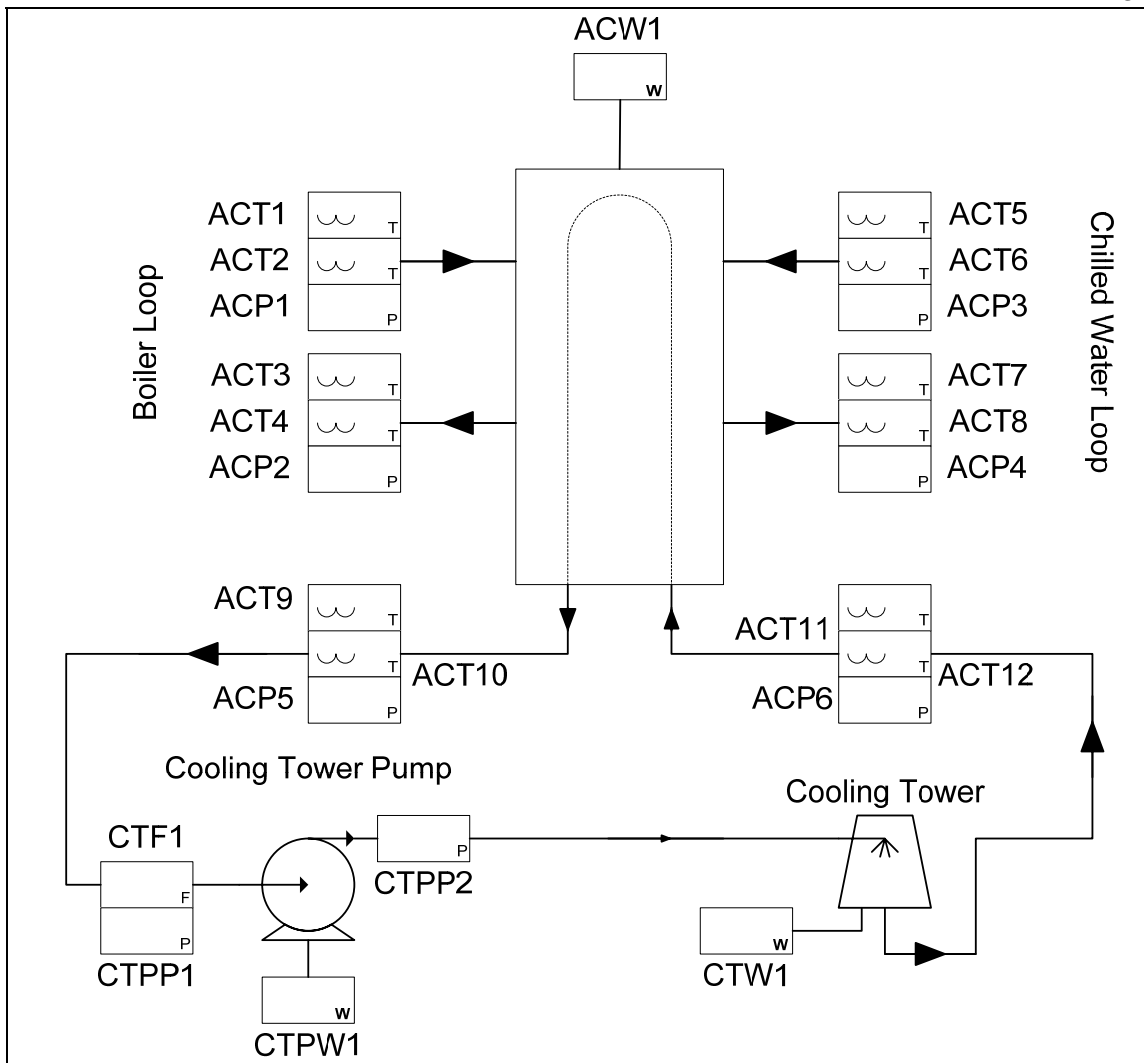 ACW1
W
ACT1
T
ACT2
T
ACP1
P
Boiler Loop
ACT3
T
ACT4
T
ACP2
P
T
ACT5
T
ACT6
P
ACP3
Chilled Water Loop
T
ACT7
T
ACT8
P
ACP4
ACT9
T
T
ACT10
ACP5
P
T
ACT11
T
ACT12
ACP6
P
Cooling Tower Pump
Cooling Tower
CTF1
F
P
CTPP1
P
CTPP2
W
CTPW1
W
CTW1